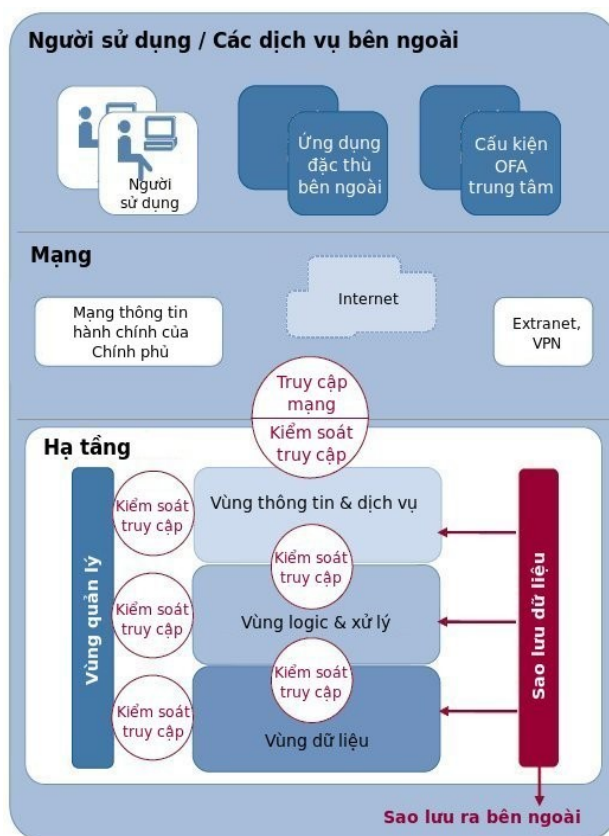 Người sử dụng / Các dịch vụ bên ngoài
Người
sử dụng
Ứng dụng
đặc thù
bên ngoài
Cấu kiện
OFA
trung tâm
Mạng
Mạng thông tin
hành chính của
Chính phủ
Internet
Extranet,
VPN
Truy cập
mạng
Kiểm soát
truy cập
Hạ tầng
Vùng quản lý
Kiểm soát
truy cập
Vùng thông tin & dịch vụ
Kiểm soát
truy cập
Kiểm soát
truy cập
Vùng logic & xử lý
Kiểm soát
truy cập
Kiểm soát
truy cập
Vùng dữ liệu
Sao lưu dữ liệu
Sao lưu ra bên ngoài